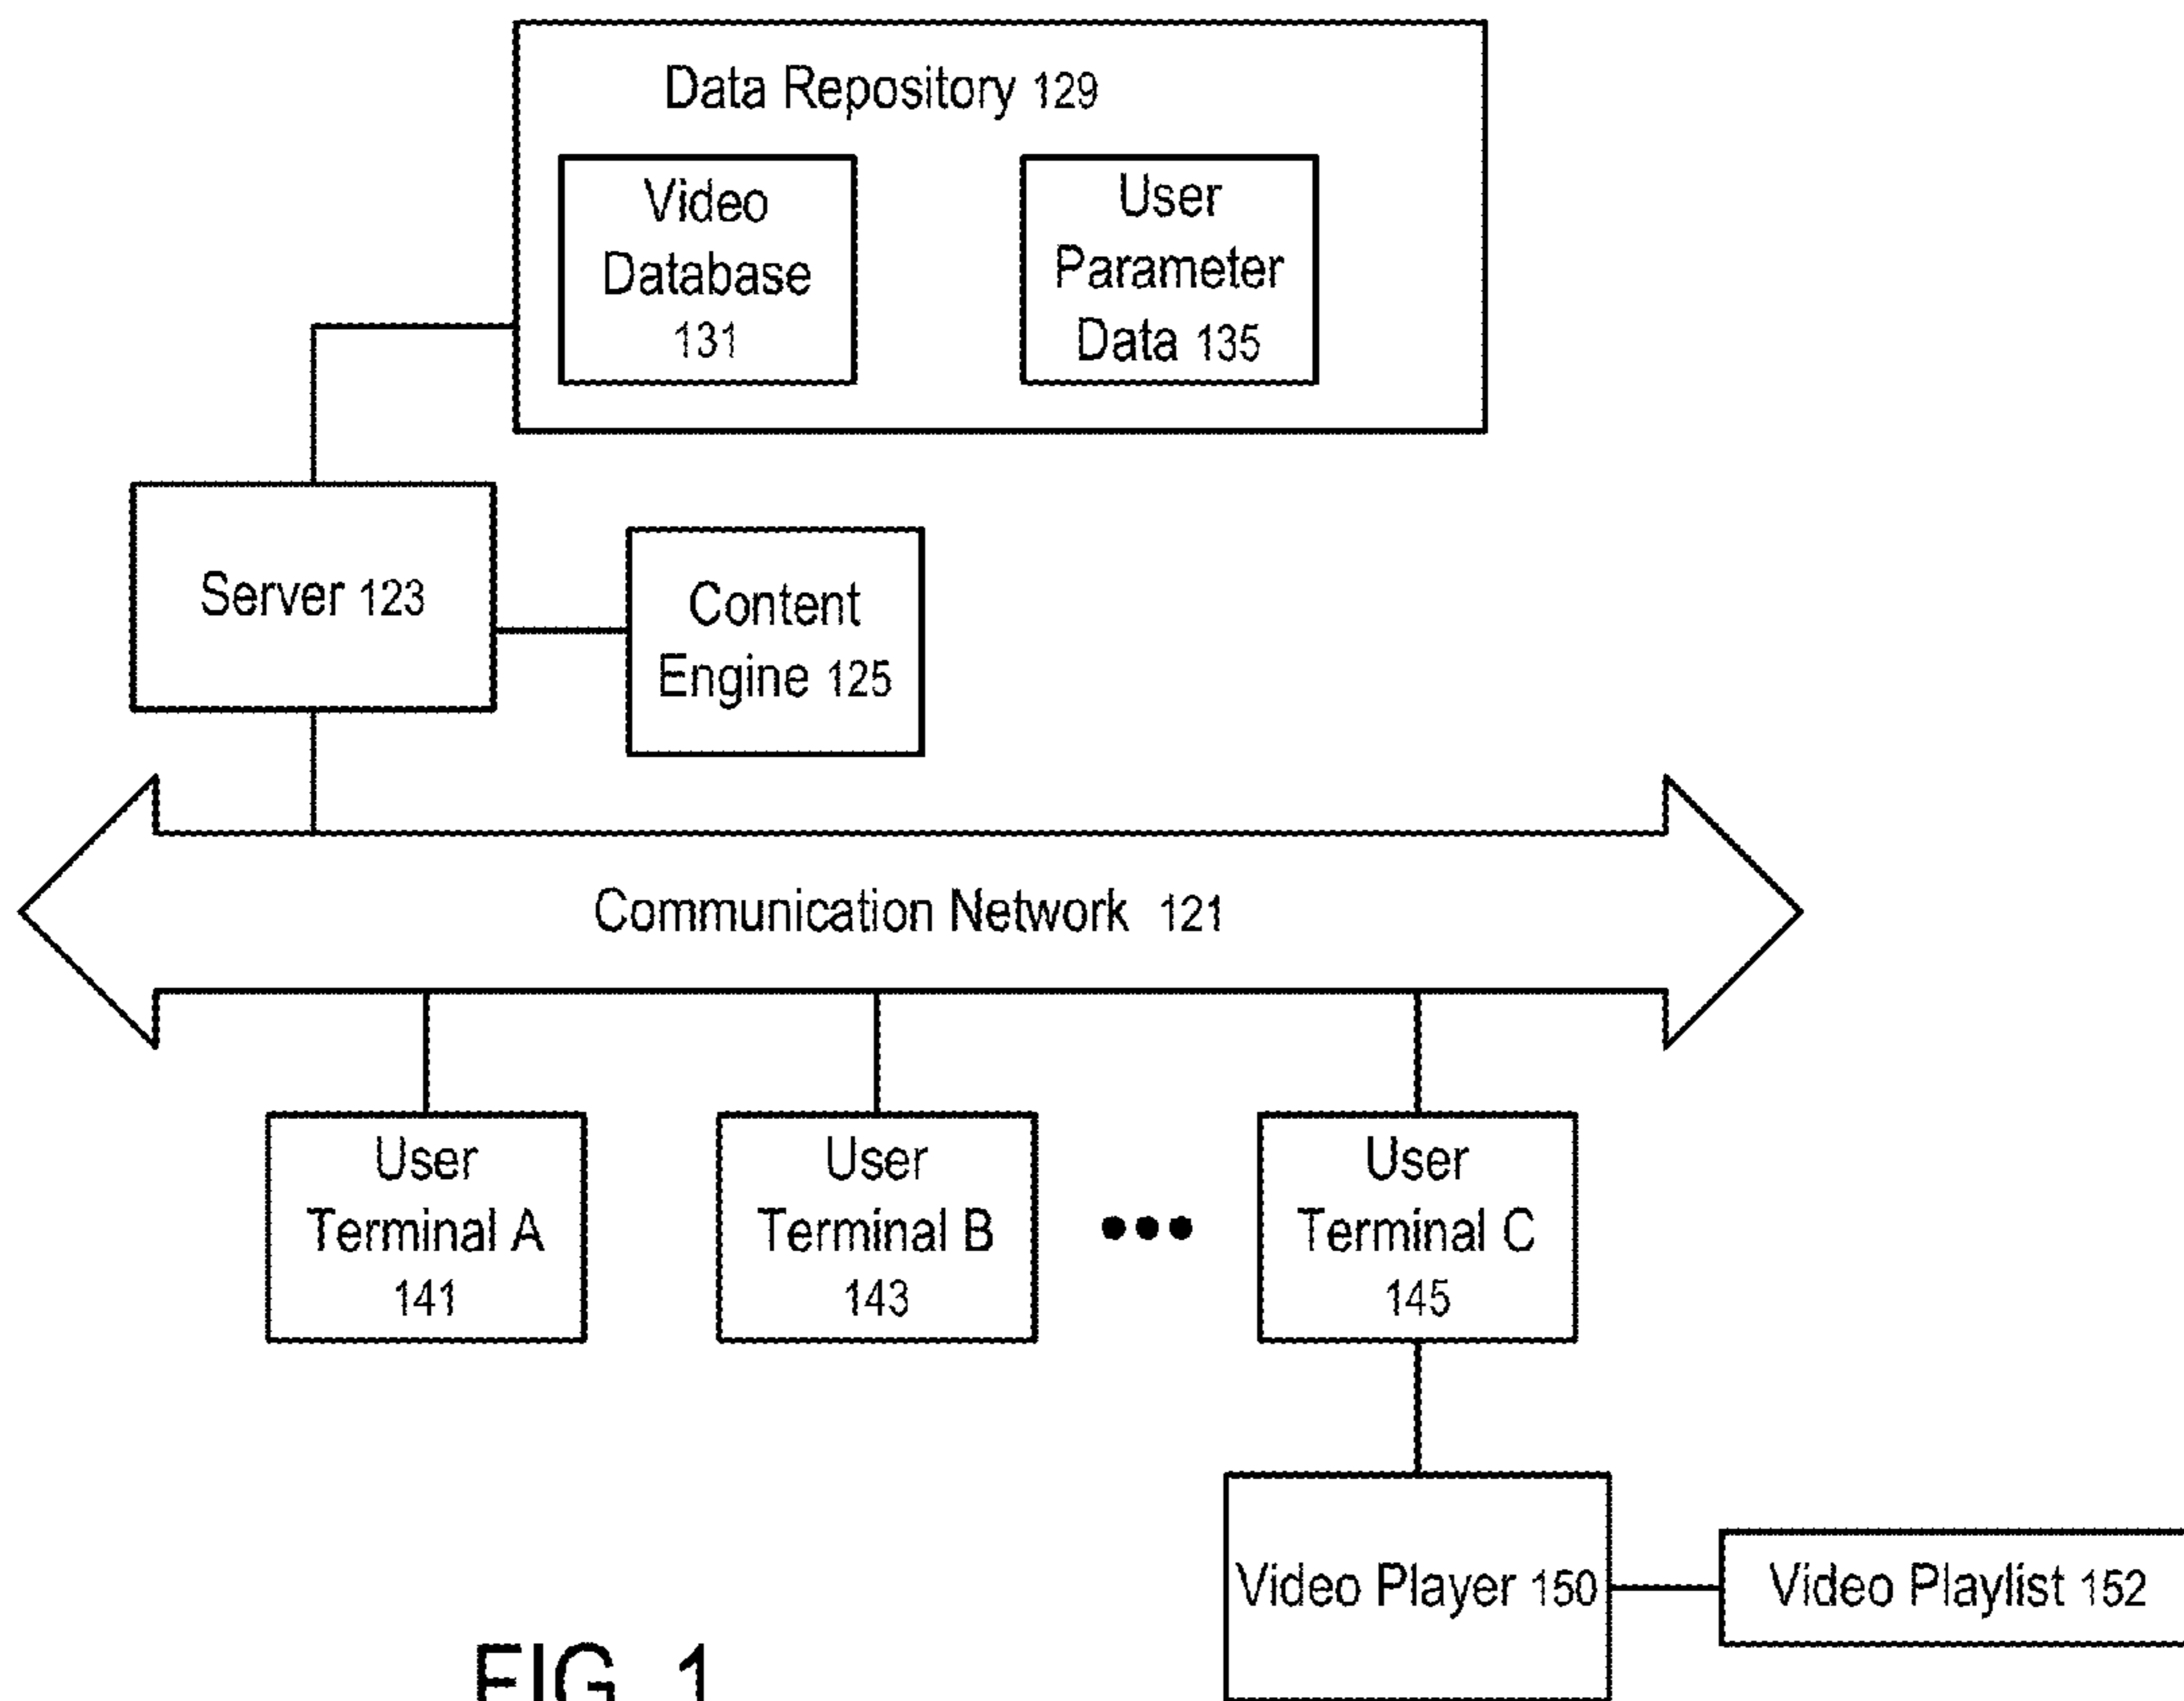 Data Repository 129
Video
Database
131
User
Parameter
Data 135
Server 123
Content
Engine 125
Communication Network 121
User
Terminal A
141
User
Terminal B
143
•••
User
Terminal C
145
Video Player 150
Video Playlist 152
FIG. 1